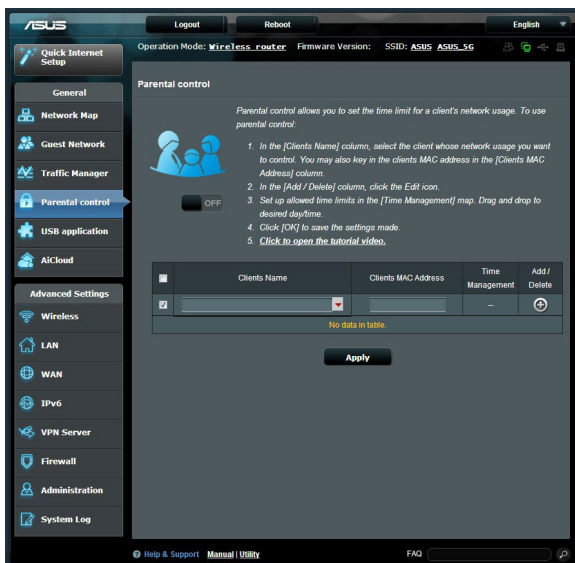 ASUS
Logout
Reboot
English
Quick Internet
Setup
Operation Mode: Wireless router Firmware Version: SSID: ASUS ASUS_5G
General
Network Map
Guest Network
Traffic Manager
Parental control
USB application
AiCloud
Advanced Settings
Wireless
LAN
WAN
IPv6
VPN Server
Firewall
Administration
System Log
Parental control
Parental control allows you to set the time limit for a client's network usage. To use
parental control:
1. In the [Clients Name] column, select the client whose network usage you want
to control. You may also key in the clients MAC address in the [Clients MAC
Address] column.
2. In the [Add / Delete] column, click the Edit icon.
3. Set up allowed time limits in the [Time Management] map. Drag and drop to
desired day/time.
4. Click [OK] to save the settings made.
5. Click to open the tutorial video.
OFF
Clients Name
Clients MAC Address
Time
Management
Add /
Delete
--
No data in table.
Apply
Help & Support Manual | Utility
FAQ